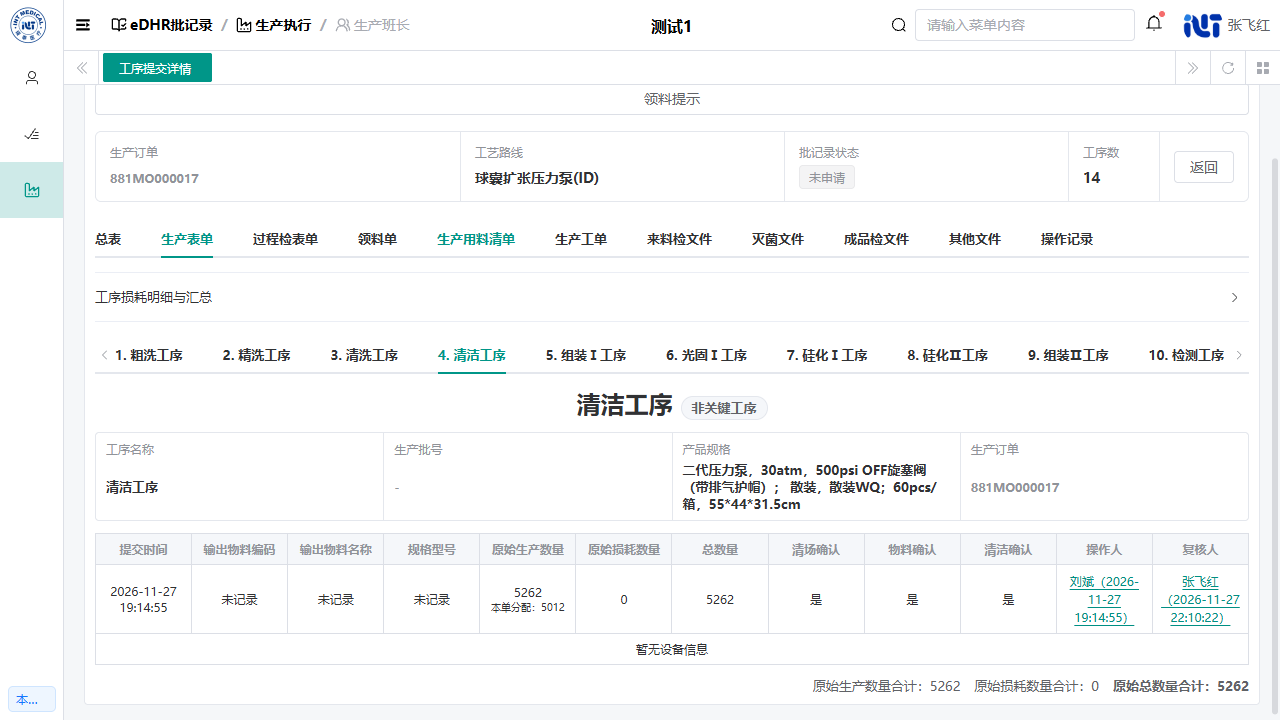 eDHR批记录 / 生产执行 / 生产班长
测试1
请输入菜单内容
张飞红
工序提交详情
领料提示
生产订单
881MO000017
工艺路线
球囊扩张压力泵(ID)
批记录状态
未申请
工序数
14
返回
总表 生产表单 过程检表单 领料单 生产用料清单 生产工单 来料检文件 灭菌文件 成品检文件 其他文件 操作记录
工序损耗明细与汇总
1. 粗洗工序 2. 精洗工序 3. 清洗工序 4. 清洁工序 5. 组装Ⅰ工序 6. 光固Ⅰ工序 7. 硅化Ⅰ工序 8. 硅化Ⅱ工序 9. 组装Ⅱ工序 10. 检测工序
清洁工序 非关键工序
工序名称
清洁工序
生产批号
-
产品规格
二代压力泵，30atm，500psi OFF旋塞阀
（带排气护帽）； 散装，散装WQ；60pcs/
箱，55*44*31.5cm
生产订单
881MO000017
提交时间 输出物料编码 输出物料名称 规格型号 原始生产数量 原始损耗数量 总数量 清场确认 物料确认 清洁确认 操作人 复核人
2026-11-27
19:14:55
未记录
未记录
未记录
5262
本单分配：5012
0
5262
是
是
是
刘斌（2026-
11-27
19:14:55）
张飞红
（2026-11-27
22:10:22）
暂无设备信息
原始生产数量合计：5262 原始损耗数量合计：0 原始总数量合计：5262
本...